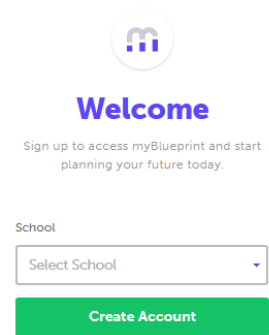 m
Welcome
Sign up to access myBlueprint and start
planning your future today.
School
Select School
Create Account